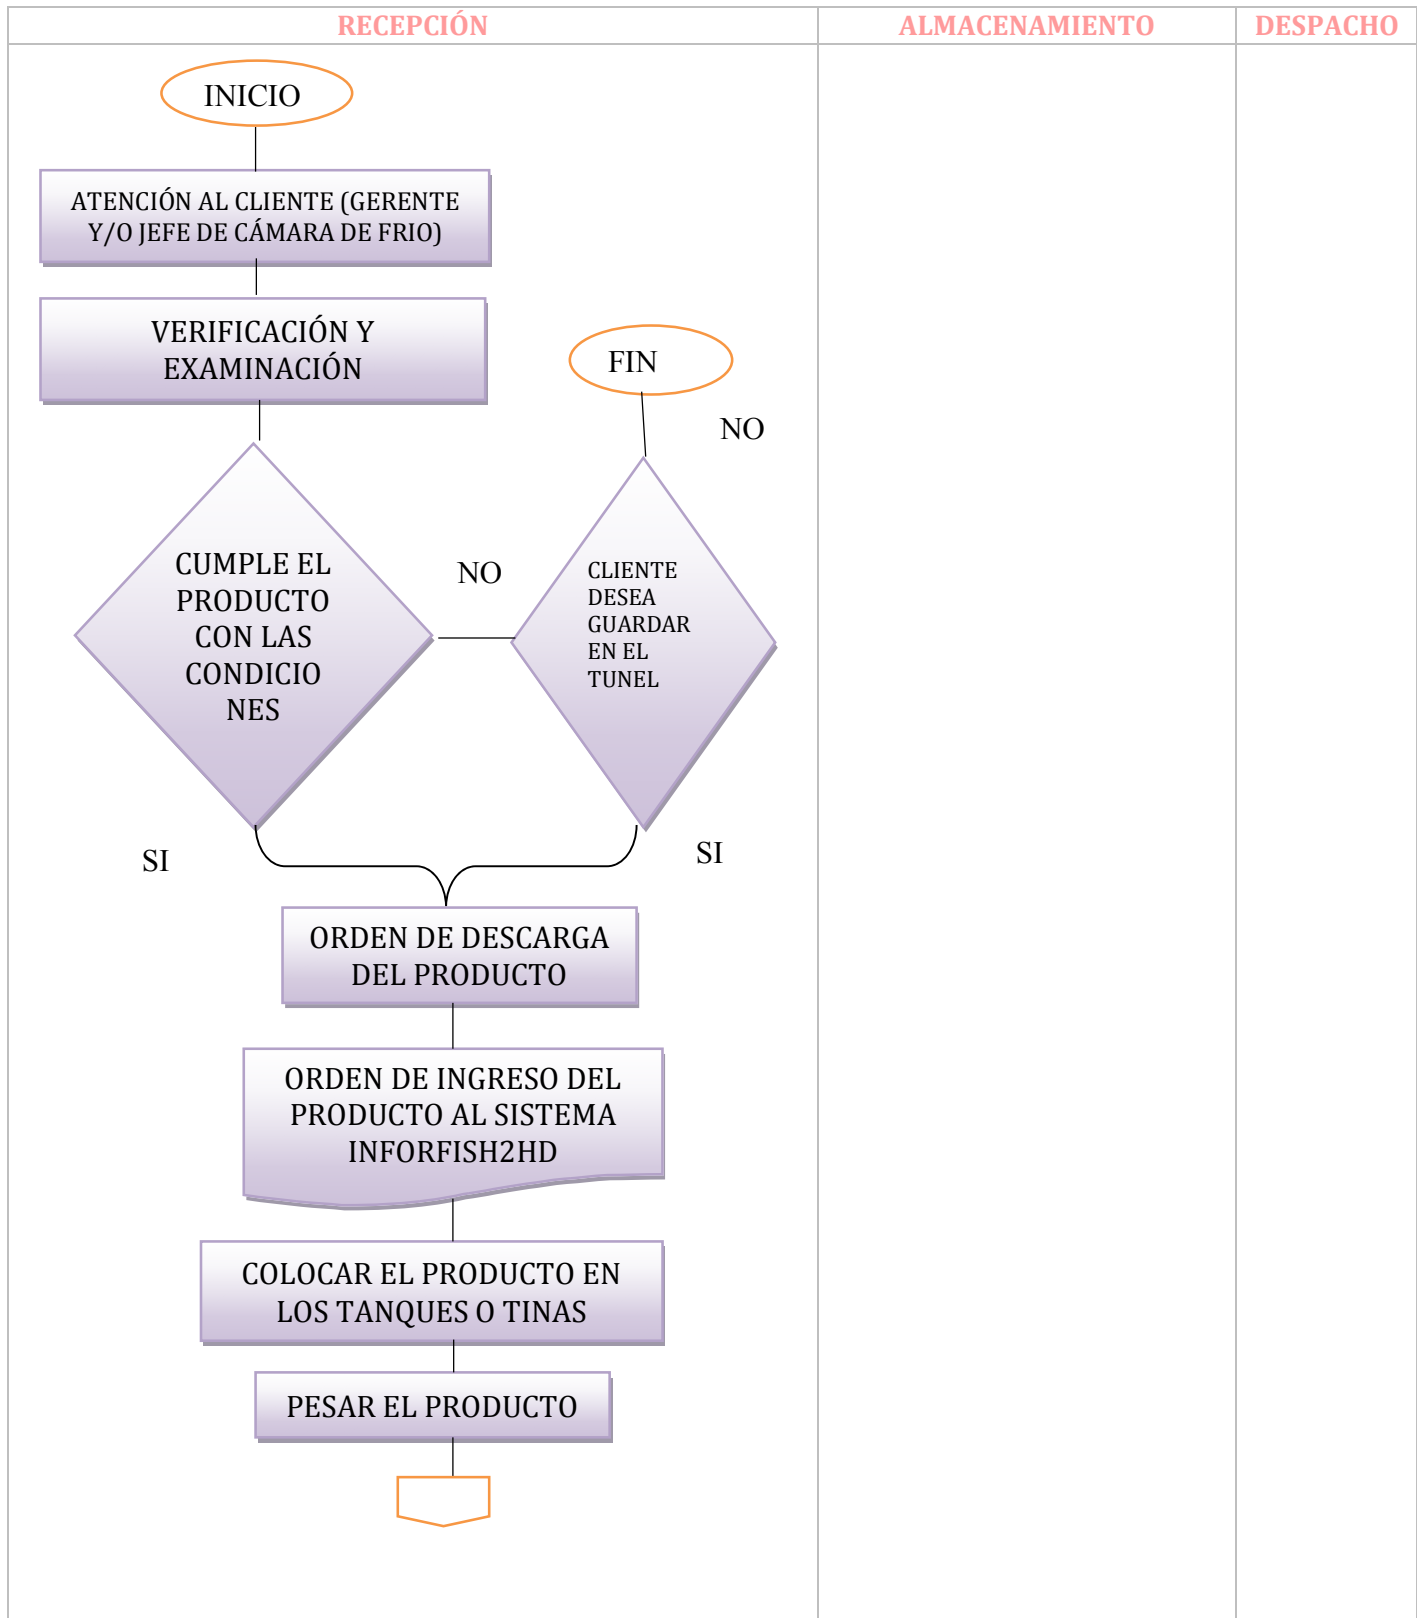 RECEPCIÓN
ALMACENAMIENTO
DESPACHO
INICIO
ATENCIÓN AL CLIENTE (GERENTE
Y/O JEFE DE CÁMARA DE FRIO)
VERIFICACIÓN Y
EXAMINACIÓN
FIN
NO
CUMPLE EL
PRODUCTO
CON LAS
CONDICIO
NES
NO
CLIENTE
DESEA
GUARDAR
EN EL
TUNEL
SI
SI
ORDEN DE DESCARGA
DEL PRODUCTO
ORDEN DE INGRESO DEL
PRODUCTO AL SISTEMA
INFORFISH2HD
COLOCAR EL PRODUCTO EN
LOS TANQUES O TINAS
PESAR EL PRODUCTO